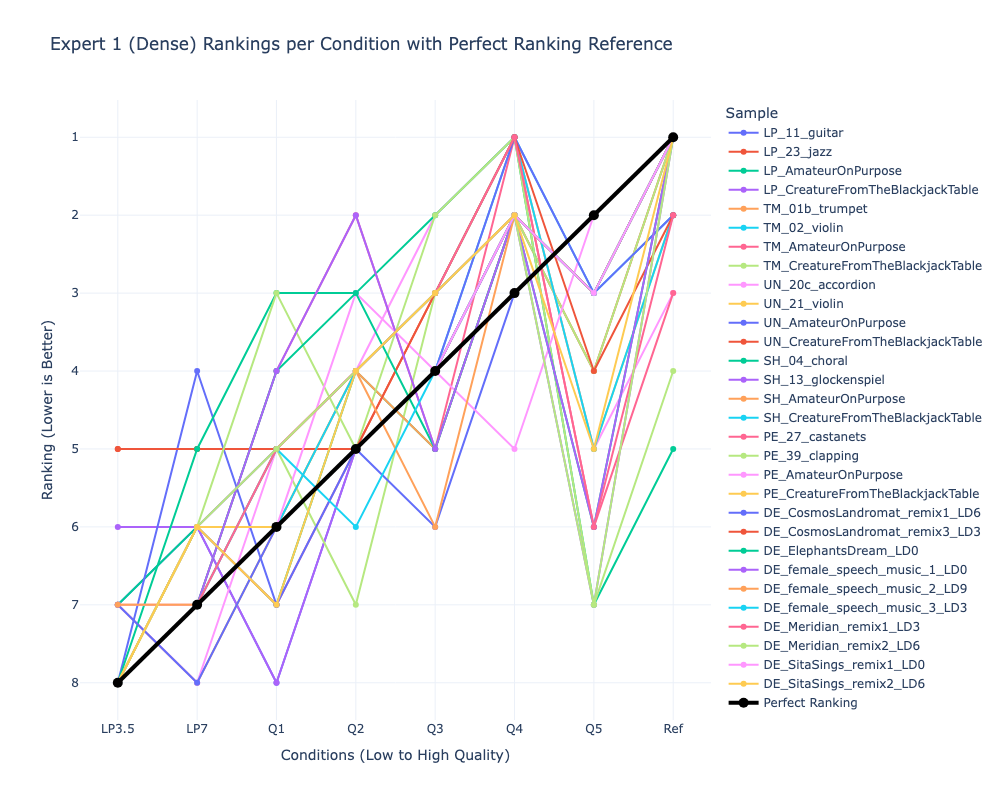 Expert 1 (Dense) Rankings per Condition with Perfect Ranking Reference
Sample
LP_11_guitar
LP_23_jazz
LP_AmateurOnPurpose
LP_CreatureFromTheBlackjackTable
TM_01b_trumpet
TM_02_violin
TM_AmateurOnPurpose
TM_CreatureFromTheBlackjackTable
UN_20c_accordion
UN_21_violin
UN_AmateurOnPurpose
UN_CreatureFromTheBlackjackTable
SH_04_choral
SH_13_glockenspiel
SH_AmateurOnPurpose
SH_CreatureFromTheBlackjackTable
PE_27_castanets
PE_39_clapping
PE_AmateurOnPurpose
PE_CreatureFromTheBlackjackTable
DE_CosmosLandromat_remix1_LD6
DE_CosmosLandromat_remix3_LD3
DE_ElephantsDream_LD0
DE_female_speech_music_1_LD0
DE_female_speech_music_2_LD9
DE_female_speech_music_3_LD3
DE_Meridian_remix1_LD3
DE_Meridian_remix2_LD6
DE_SitaSings_remix1_LD0
DE_SitaSings_remix2_LD6
Perfect Ranking
Ranking (Lower is Better)
1
2
3
4
5
6
7
8
LP3.5 LP7 Q1 Q2 Q3 Q4 Q5 Ref
Conditions (Low to High Quality)